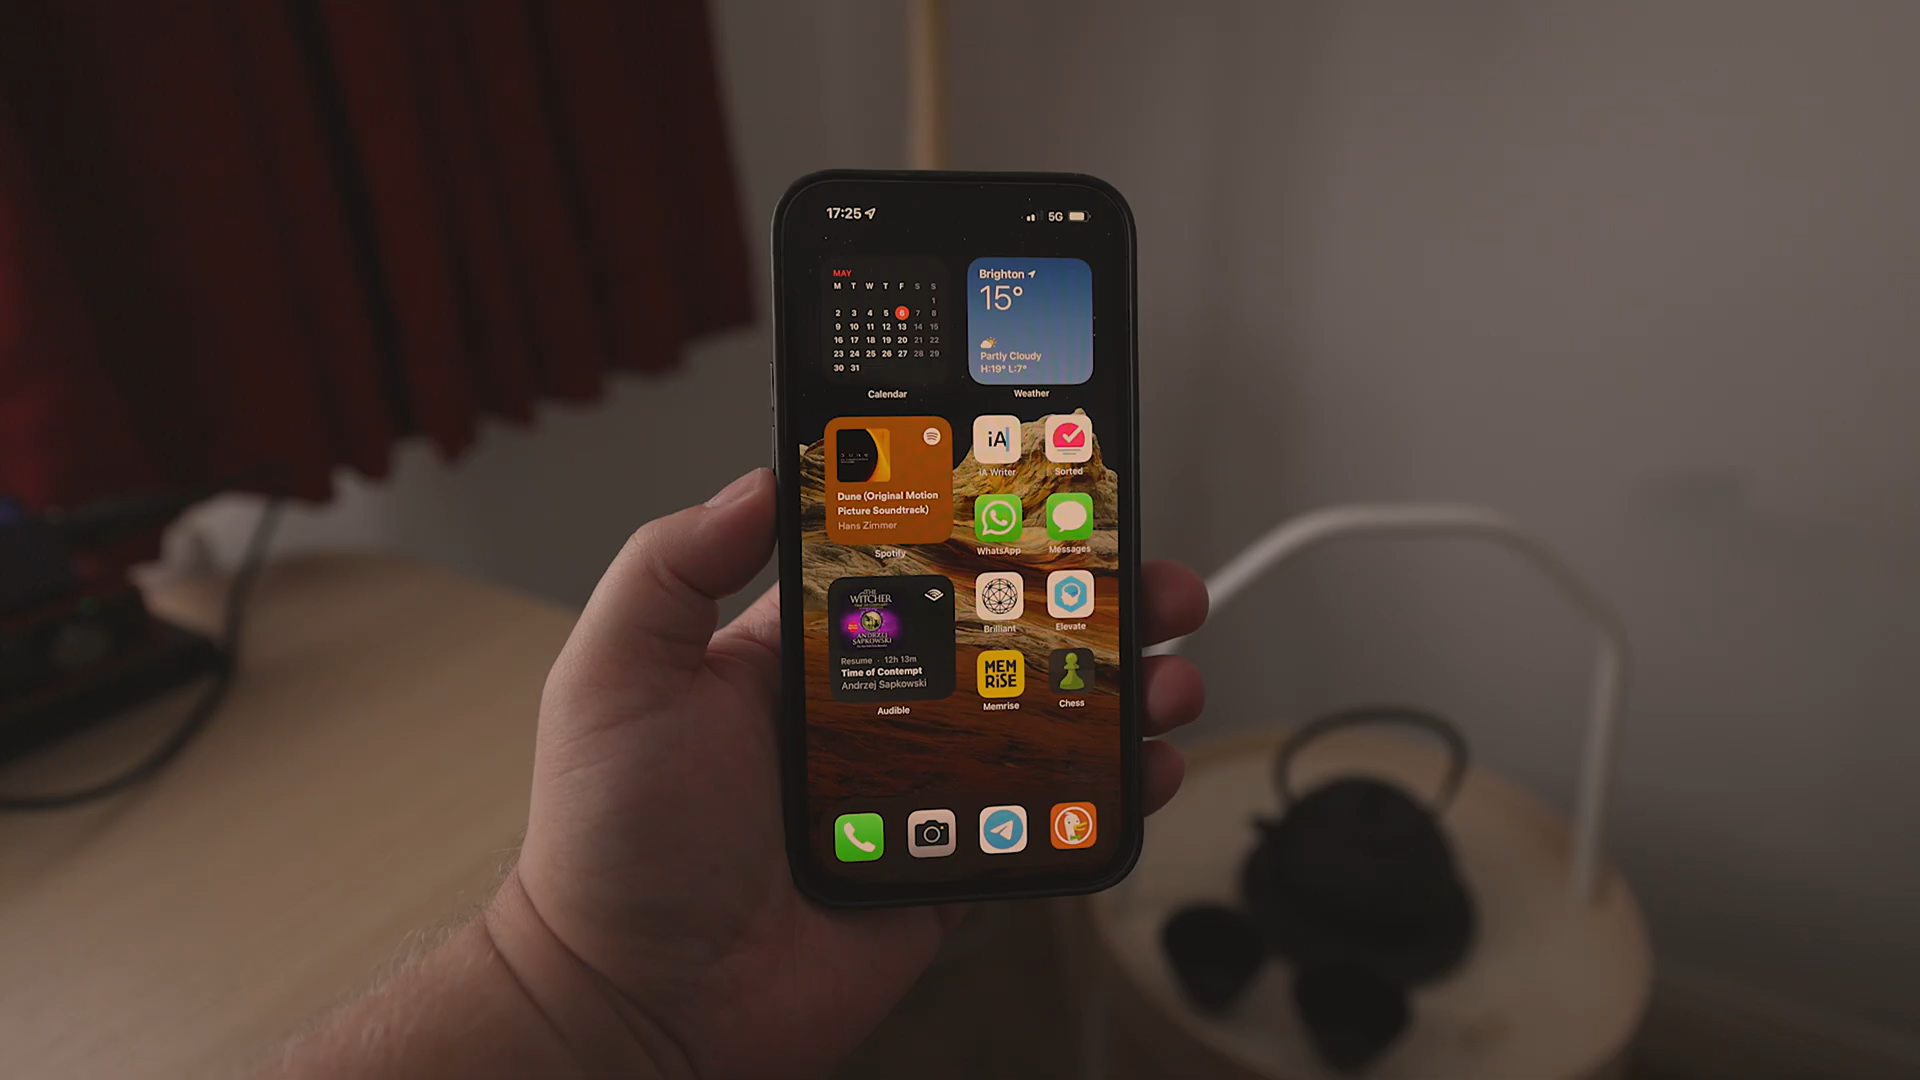 17:25
5G
MAY
M T W T F S S
1
2 3 4 5 6 7 8
9 10 11 12 13 14 15
16 17 18 19 20 21 22
23 24 25 26 27 28 29
30 31
Calendar
Brighton
15°
Partly Cloudy
H:19° L:7°
Weather
DUNE
Dune (Original Motion
Picture Soundtrack)
Hans Zimmer
Spotify
iA
iA Writer
Sorted
WhatsApp
Messages
THE
WITCHER
TIME OF CONTEMPT
ANDRZEJ
SAPKOWSKI
Resume · 12h 13m
Time of Contempt
Andrzej Sapkowski
Audible
Brilliant
Elevate
MEM
RiSE
Memrise
Chess